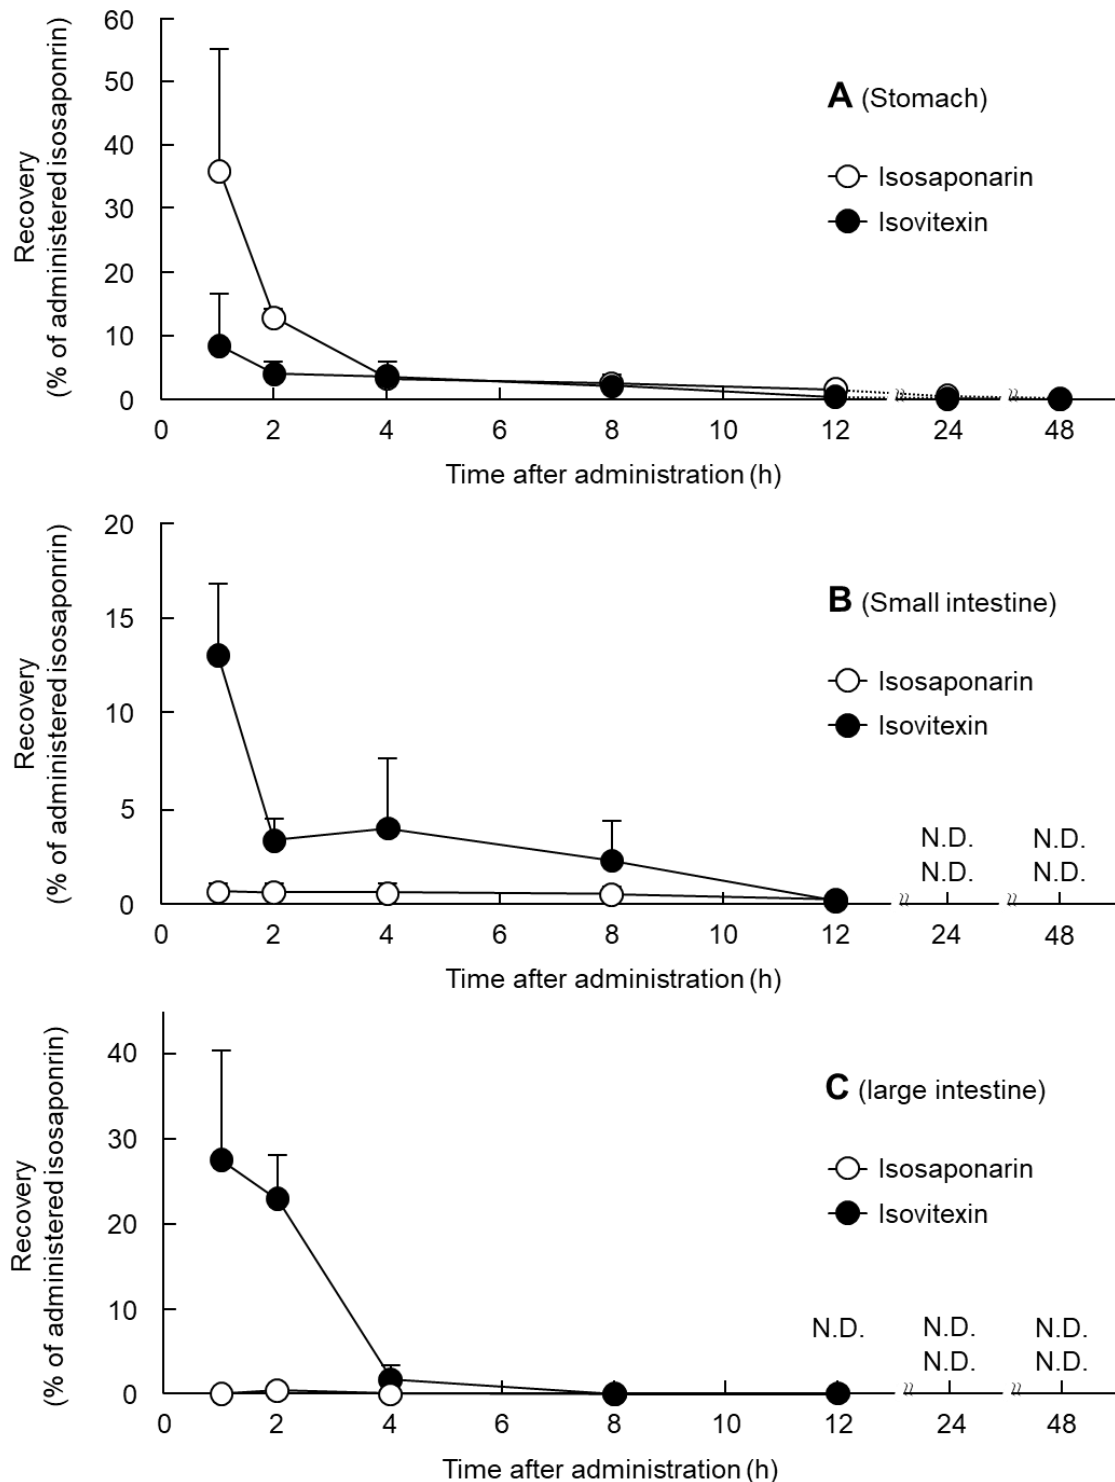 Recovery
(% of administered isosaponrin)
60
50
40
30
20
10
0
A (Stomach)
Isosaponarin
Isovitexin
0 2 4 6 8 10 12 24 48
Time after administration (h)
Recovery
(% of administered isosaponrin)
20
15
10
5
0
B (Small intestine)
Isosaponarin
Isovitexin
N.D. N.D.
N.D. N.D.
0 2 4 6 8 10 12 24 48
Time after administration (h)
Recovery
(% of administered isosaponrin)
40
30
20
10
0
C (large intestine)
Isosaponarin
Isovitexin
N.D. N.D. N.D.
N.D. N.D.
0 2 4 6 8 10 12 24 48
Time after administration (h)